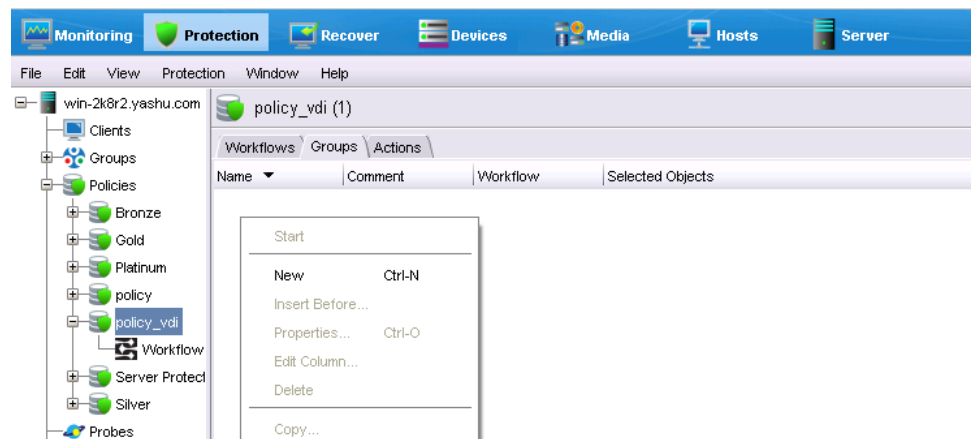 Monitoring Protection Recover Devices Media Hosts Server
File Edit View Protection Window Help
win-2k8r2.yashu.com
Clients
Groups
Policies
Bronze
Gold
Platinum
policy
policy_vdi
Workflow
Server Protect
Silver
Probes
policy_vdi (1)
Workflows Groups Actions
Name Comment Workflow Selected Objects
Start
New Ctrl-N
Insert Before...
Properties... Ctrl-O
Edit Column...
Delete
Copy...